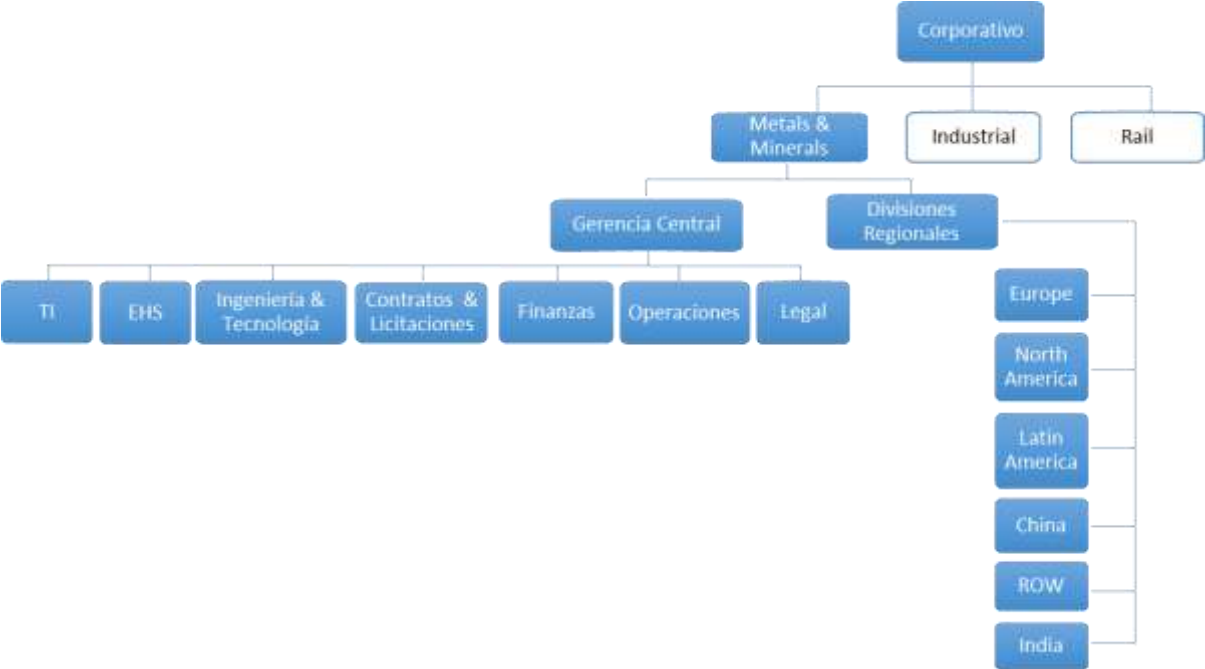 Corporativo
Metals &
Minerals
Industrial
Rail
Gerencia Central
Divisiones
Regionales
TI
EHS
Ingeniería &
Tecnología
Contratos &
Licitaciones
Finanzas
Operaciones
Legal
Europe
North
America
Latin
America
China
ROW
India